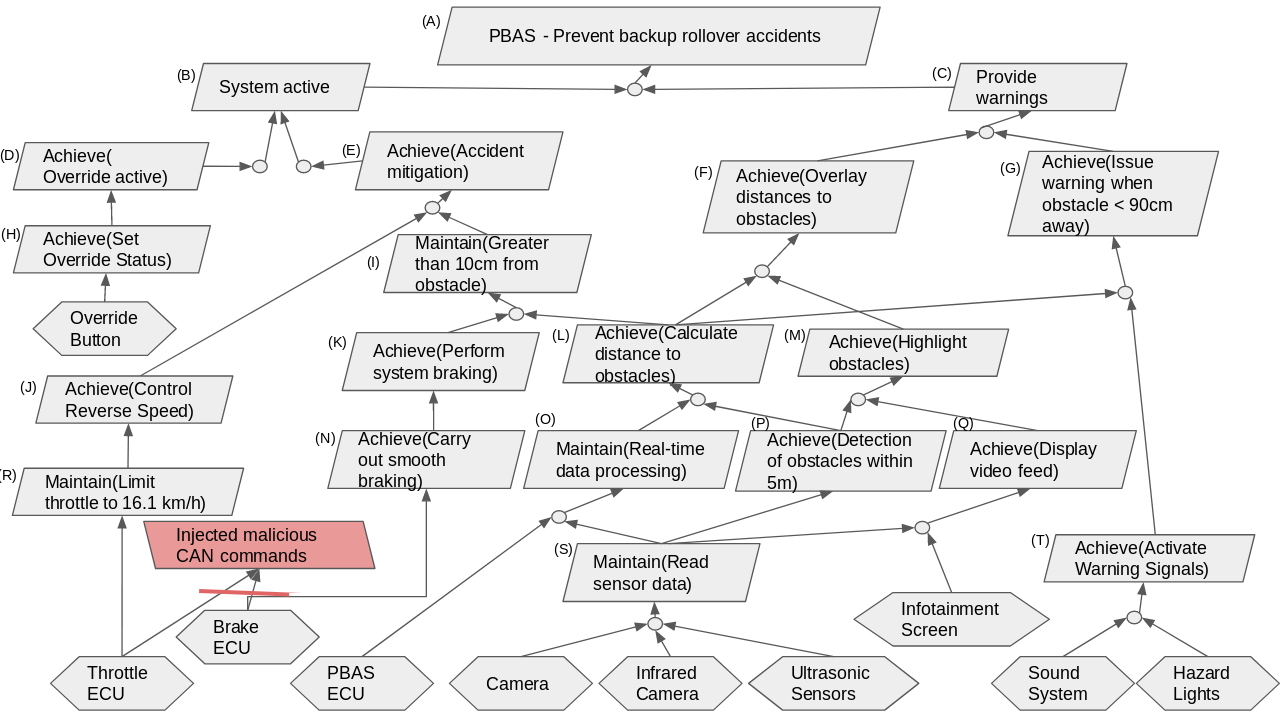 (A)
PBAS - Prevent backup rollover accidents
(B)
System active
(C)
Provide
warnings
(D)
Achieve(
Override active)
(E)
Achieve(Accident
mitigation)
(F)
Achieve(Overlay
distances to
obstacles)
(G)
Achieve(Issue
warning when
obstacle < 90cm
away)
(H)
Achieve(Set
Override Status)
(I)
Maintain(Greater
than 10cm from
obstacle)
Override
Button
(K)
Achieve(Perform
system braking)
(L)
Achieve(Calculate
distance to
obstacles)
(M)
Achieve(Highlight
obstacles)
(J)
Achieve(Control
Reverse Speed)
(N)
Achieve(Carry
out smooth
braking)
(O)
Maintain(Real-time
data processing)
(P)
Achieve(Detection
of obstacles within
5m)
(Q)
Achieve(Display
video feed)
(R)
Maintain(Limit
throttle to 16.1 km/h)
Injected malicious
CAN commands
(S)
Maintain(Read
sensor data)
(T)
Achieve(Activate
Warning Signals)
Infotainment
Screen
Brake
ECU
Throttle
ECU
PBAS
ECU
Camera
Infrared
Camera
Ultrasonic
Sensors
Sound
System
Hazard
Lights